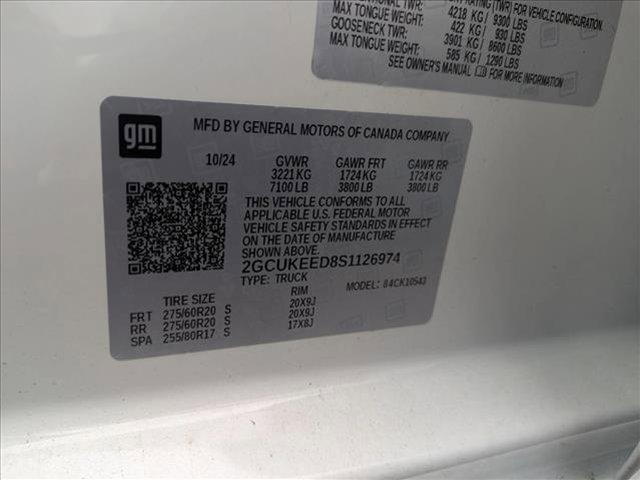 RATING (TWR) FOR VEHICLE CONFIGURATION.
4218 KG / 9300 LBS
MAX TONGUE WEIGHT: 422 KG / 930 LBS
GOOSENECK TWR: 3901 KG / 8600 LBS
MAX TONGUE WEIGHT: 585 KG / 1290 LBS
SEE OWNER'S MANUAL FOR MORE INFORMATION
gm
MFD BY GENERAL MOTORS OF CANADA COMPANY
10/24 GVWR GAWR FRT GAWR RR
3221 KG 1724 KG 1724 KG
7100 LB 3800 LB 3800 LB
THIS VEHICLE CONFORMS TO ALL
APPLICABLE U.S. FEDERAL MOTOR
VEHICLE SAFETY STANDARDS IN EFFECT
ON THE DATE OF MANUFACTURE
SHOWN ABOVE.
2GCUKEED8S1126974
TYPE: TRUCK MODEL: 84CK10543
TIRE SIZE RIM
FRT 275/60R20 S 20X9J
RR 275/60R20 S 20X9J
SPA 255/80R17 S 17X8J